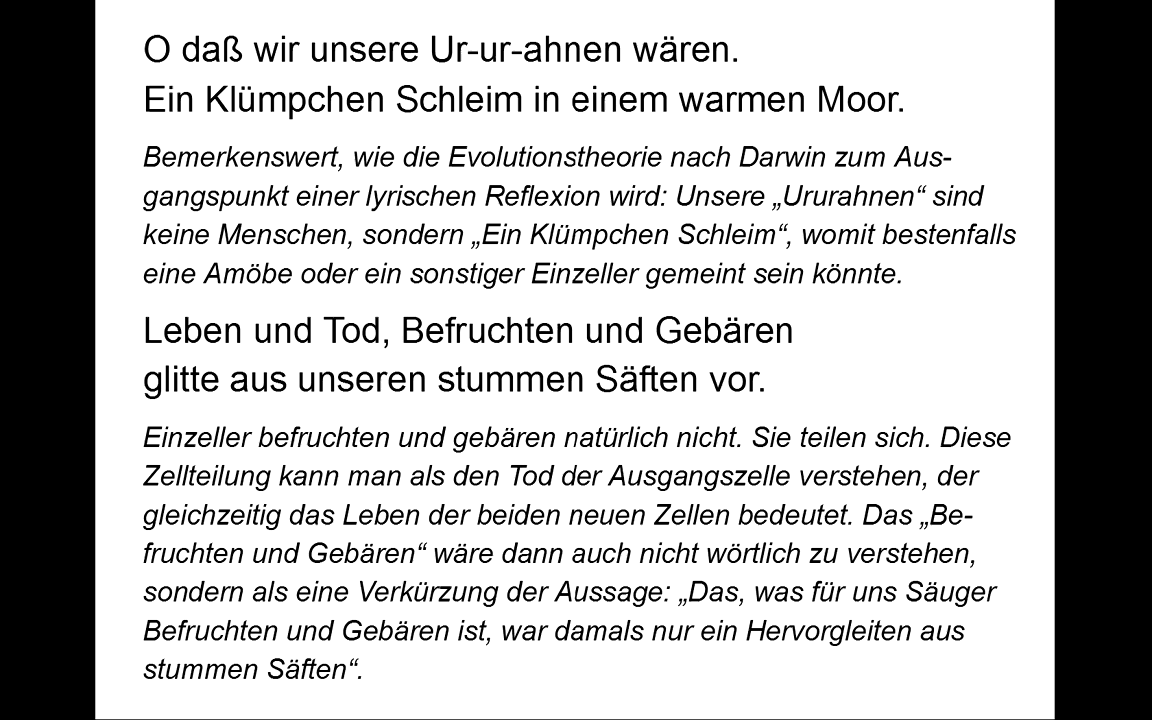 O daß wir unsere Ur-ur-ahnen wären.
Ein Klümpchen Schleim in einem warmen Moor.
Bemerkenswert, wie die Evolutionstheorie nach Darwin zum Aus-
gangspunkt einer lyrischen Reflexion wird: Unsere „Ururahnen“ sind
keine Menschen, sondern „Ein Klümpchen Schleim“, womit bestenfalls
eine Amöbe oder ein sonstiger Einzeller gemeint sein könnte.
Leben und Tod, Befruchten und Gebären
glitte aus unseren stummen Säften vor.
Einzeller befruchten und gebären natürlich nicht. Sie teilen sich. Diese
Zellteilung kann man als den Tod der Ausgangszelle verstehen, der
gleichzeitig das Leben der beiden neuen Zellen bedeutet. Das „Be-
fruchten und Gebären“ wäre dann auch nicht wörtlich zu verstehen,
sondern als eine Verkürzung der Aussage: „Das, was für uns Säuger
Befruchten und Gebären ist, war damals nur ein Hervorgleiten aus
stummen Säften“.